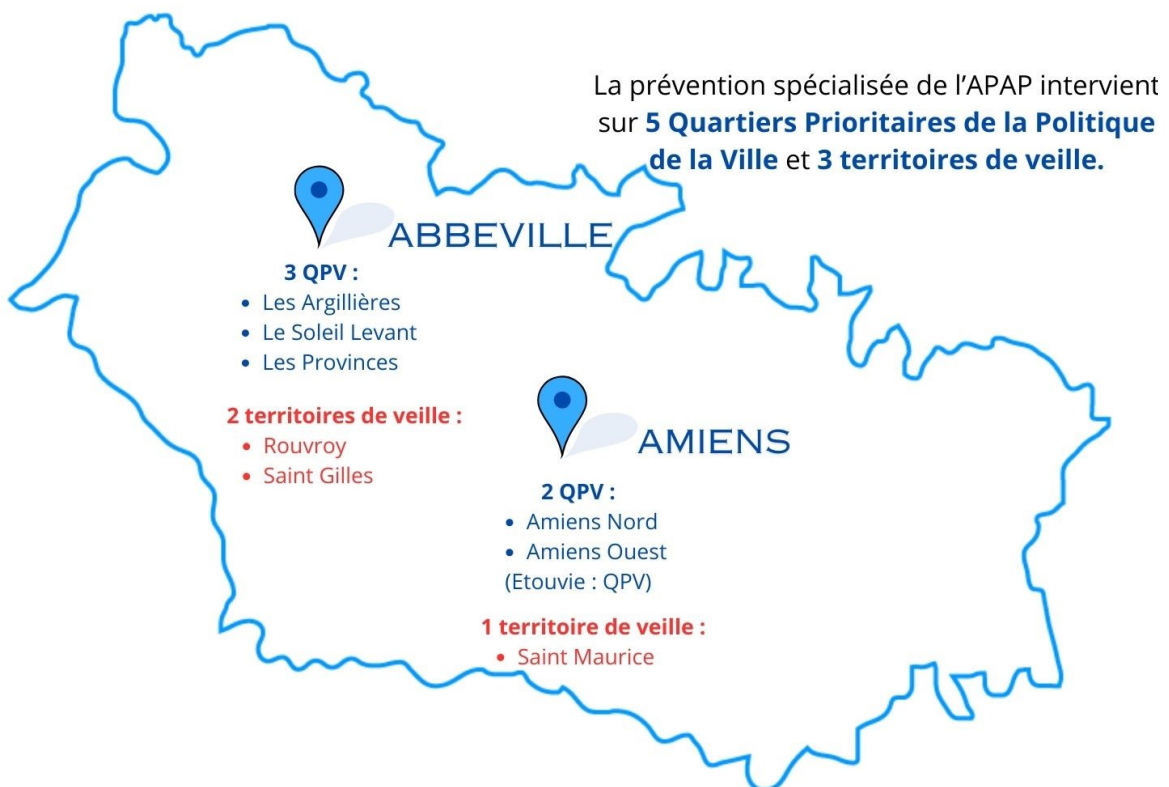 La prévention spécialisée de l’APAP intervient
sur 5 Quartiers Prioritaires de la Politique
de la Ville et 3 territoires de veille.
ABBEVILLE
3 QPV :
• Les Argillières
• Le Soleil Levant
• Les Provinces
2 territoires de veille :
• Rouvroy
• Saint Gilles
AMIENS
2 QPV :
• Amiens Nord
• Amiens Ouest
(Etouvie : QPV)
1 territoire de veille :
• Saint Maurice